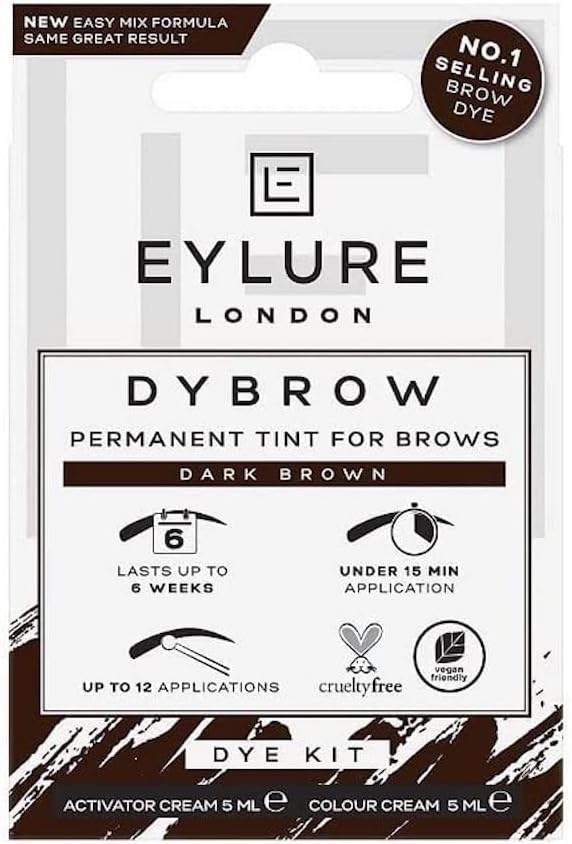 NEW EASY MIX FORMULA
SAME GREAT RESULT
NO.1
SELLING
BROW
DYE
EYLURE
LONDON
DYBROW
PERMANENT TINT FOR BROWS
DARK BROWN
6
LASTS UP TO
6 WEEKS
UNDER 15 MIN
APPLICATION
UP TO 12 APPLICATIONS
crueltyfree
vegan
friendly
DYE KIT
ACTIVATOR CREAM 5 ML ℮ COLOUR CREAM 5 ML ℮